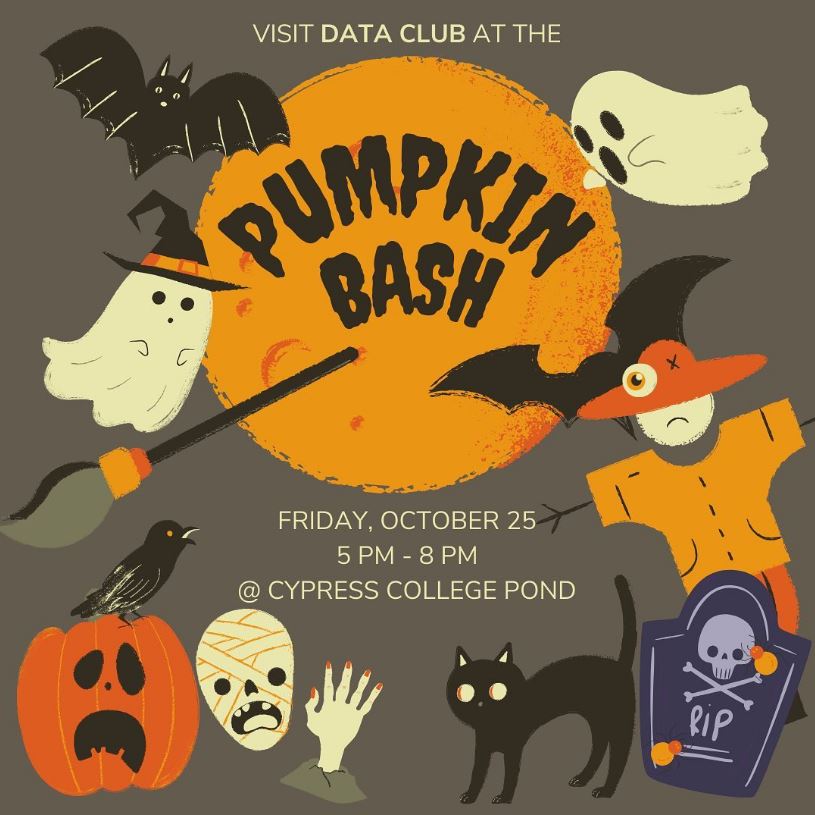 VISIT DATA CLUB AT THE
PUMPKIN
BASH
FRIDAY, OCTOBER 25
5 PM - 8 PM
@ CYPRESS COLLEGE POND
RIP